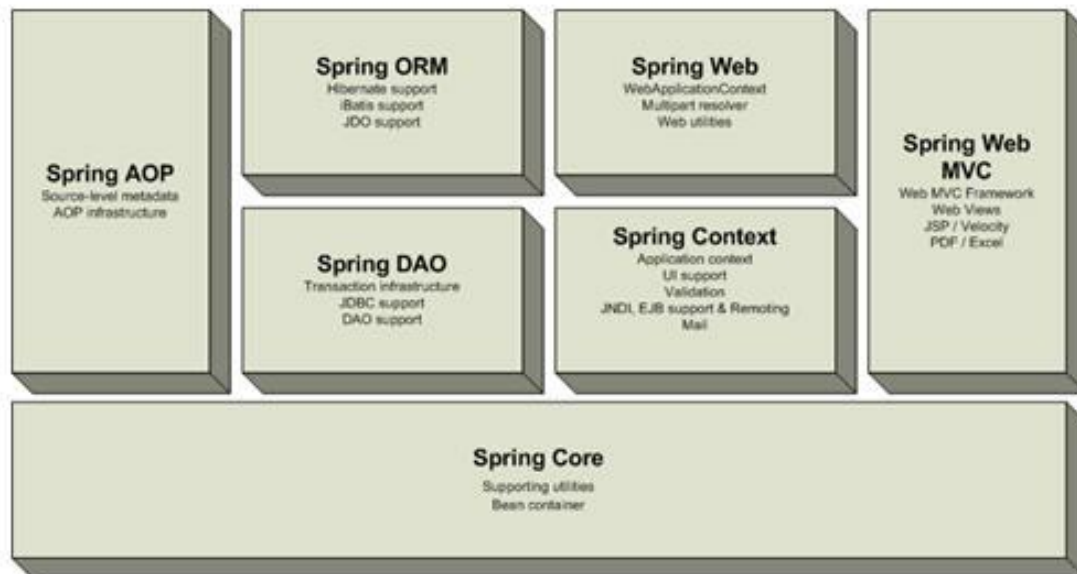 Spring AOP
Source-level metadata
AOP infrastructure
Spring ORM
Hibernate support
iBatis support
JDO support
Spring DAO
Transaction infrastructure
JDBC support
DAO support
Spring Web
WebApplicationContext
Multipart resolver
Web utilities
Spring Context
Application context
UI support
Validation
JNDI, EJB support & Remoting
Mail
Spring Web
MVC
Web MVC Framework
Web Views
JSP / Velocity
PDF / Excel
Spring Core
Supporting utilities
Bean container